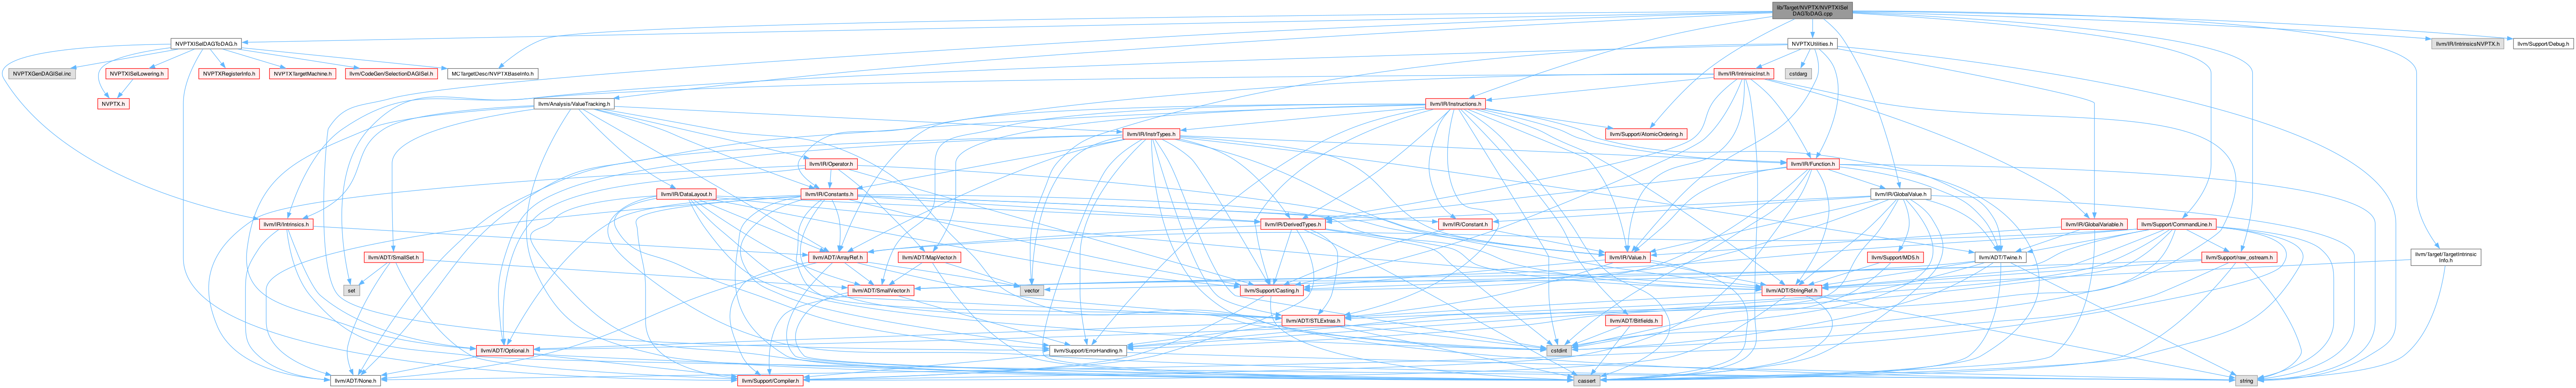 lib/Target/NVPTX/NVPTXISel
DAGToDAG.cpp
NVPTXISelDAGToDAG.h
NVPTXUtilities.h
llvm/IR/IntrinsicsNVPTX.h
llvm/Support/Debug.h
NVPTXGenDAGISel.inc
NVPTXISelLowering.h
NVPTXRegisterInfo.h
NVPTXTargetMachine.h
llvm/CodeGen/SelectionDAGISel.h
MCTargetDesc/NVPTXBaseInfo.h
cstdarg
llvm/IR/IntrinsicInst.h
NVPTX.h
llvm/Analysis/ValueTracking.h
llvm/IR/Instructions.h
llvm/IR/InstrTypes.h
llvm/Support/AtomicOrdering.h
llvm/IR/Operator.h
llvm/IR/Function.h
llvm/IR/DataLayout.h
llvm/IR/Constants.h
llvm/IR/GlobalValue.h
llvm/IR/Intrinsics.h
llvm/IR/DerivedTypes.h
llvm/IR/Constant.h
llvm/IR/GlobalVariable.h
llvm/Support/CommandLine.h
llvm/ADT/SmallSet.h
llvm/ADT/ArrayRef.h
llvm/ADT/MapVector.h
llvm/IR/Value.h
llvm/Support/MD5.h
llvm/ADT/Twine.h
llvm/Support/raw_ostream.h
llvm/Target/TargetIntrinsic
Info.h
set
llvm/ADT/SmallVector.h
vector
llvm/Support/Casting.h
llvm/ADT/StringRef.h
llvm/ADT/STLExtras.h
llvm/ADT/Bitfields.h
llvm/ADT/Optional.h
llvm/Support/ErrorHandling.h
cstdint
llvm/ADT/None.h
llvm/Support/Compiler.h
cassert
string